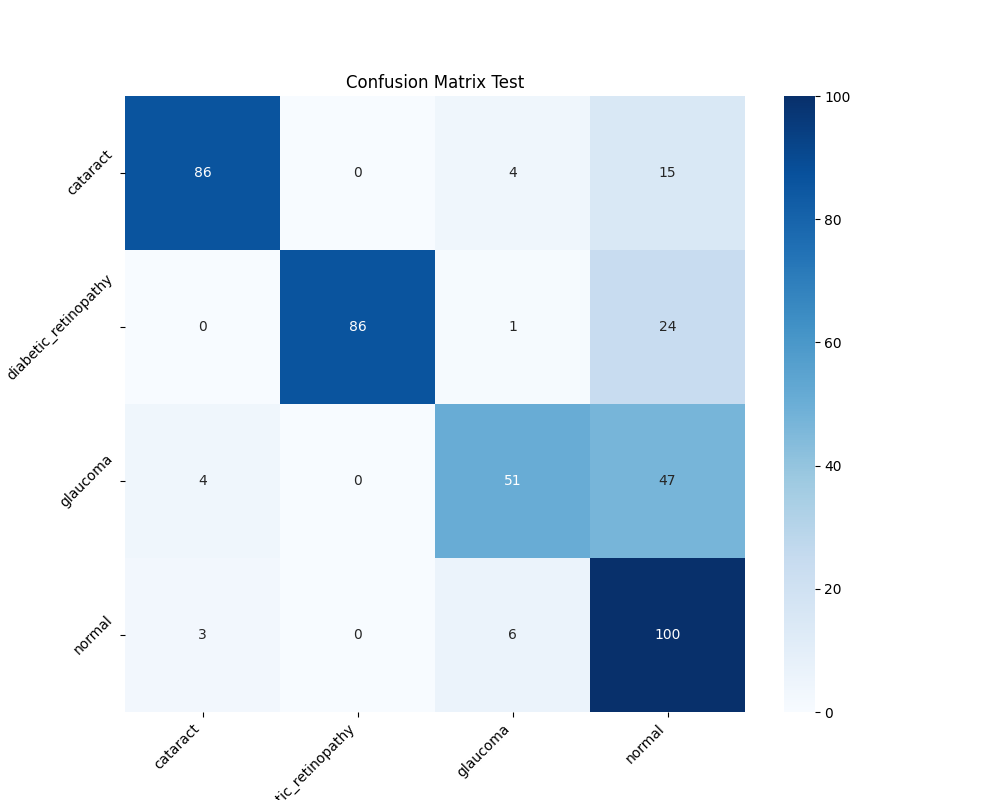 Confusion Matrix Test
cataract 86 0 4 15
diabetic_retinopathy 0 86 1 24
glaucoma 4 0 51 47
normal 3 0 6 100
cataract tic_retinopathy glaucoma normal
100
80
60
40
20
0